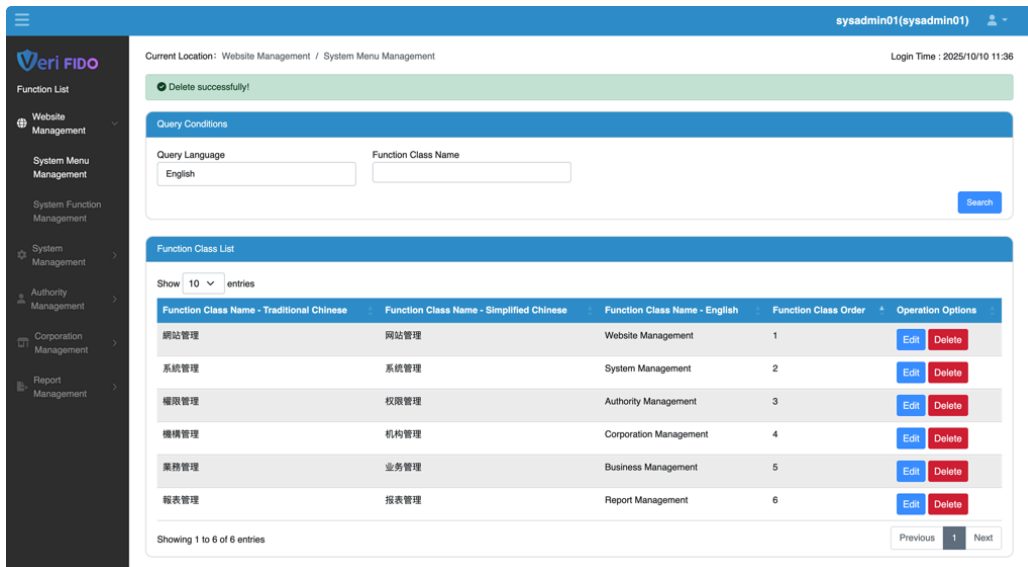 sysadmin01(sysadmin01)
Veri FIDO
Function List
Website
Management
System Menu
Management
System Function
Management
System
Management
Authority
Management
Corporation
Management
Report
Management
Current Location： Website Management / System Menu Management
Login Time : 2025/10/10 11:36
Delete successfully!
Query Conditions
Query Language
Function Class Name
English
Search
Function Class List
Show 10 entries
Function Class Name - Traditional Chinese Function Class Name - Simplified Chinese Function Class Name - English Function Class Order Operation Options
網站管理 网站管理 Website Management 1 Edit Delete
系統管理 系统管理 System Management 2 Edit Delete
權限管理 权限管理 Authority Management 3 Edit Delete
機構管理 机构管理 Corporation Management 4 Edit Delete
業務管理 业务管理 Business Management 5 Edit Delete
報表管理 报表管理 Report Management 6 Edit Delete
Showing 1 to 6 of 6 entries
Previous 1 Next